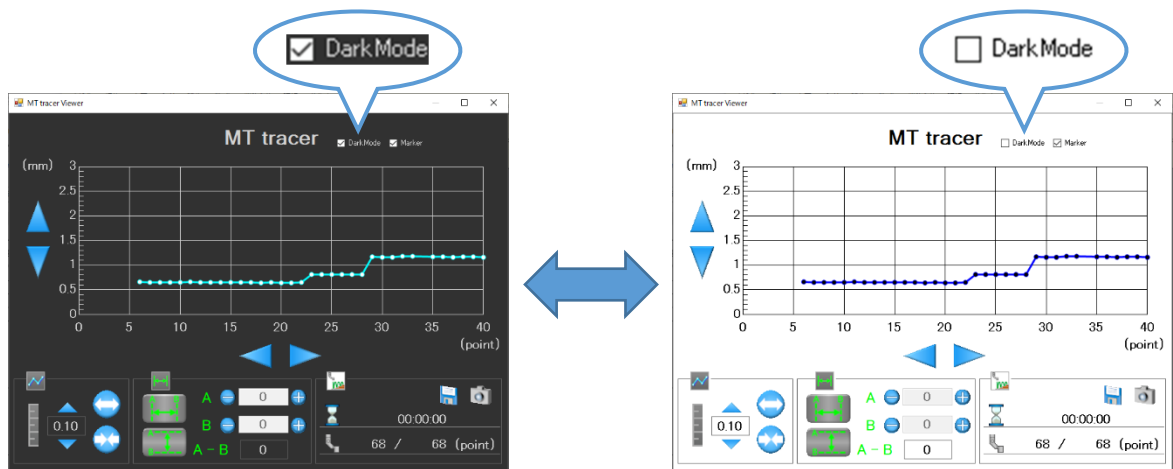 DarkMode
DarkMode
MT tracer Viewer
MT tracer
DarkMode
Marker
(mm)
3
2.5
2
1.5
1
0.5
0
0 5 10 15 20 25 30 35 40
(point)
0.10
A 0
B 0
A - B 0
00:00:00
68 / 68 (point)
MT tracer Viewer
MT tracer
DarkMode
Marker
(mm)
3
2.5
2
1.5
1
0.5
0
0 5 10 15 20 25 30 35 40
(point)
0.10
A 0
B 0
A - B 0
00:00:00
68 / 68 (point)